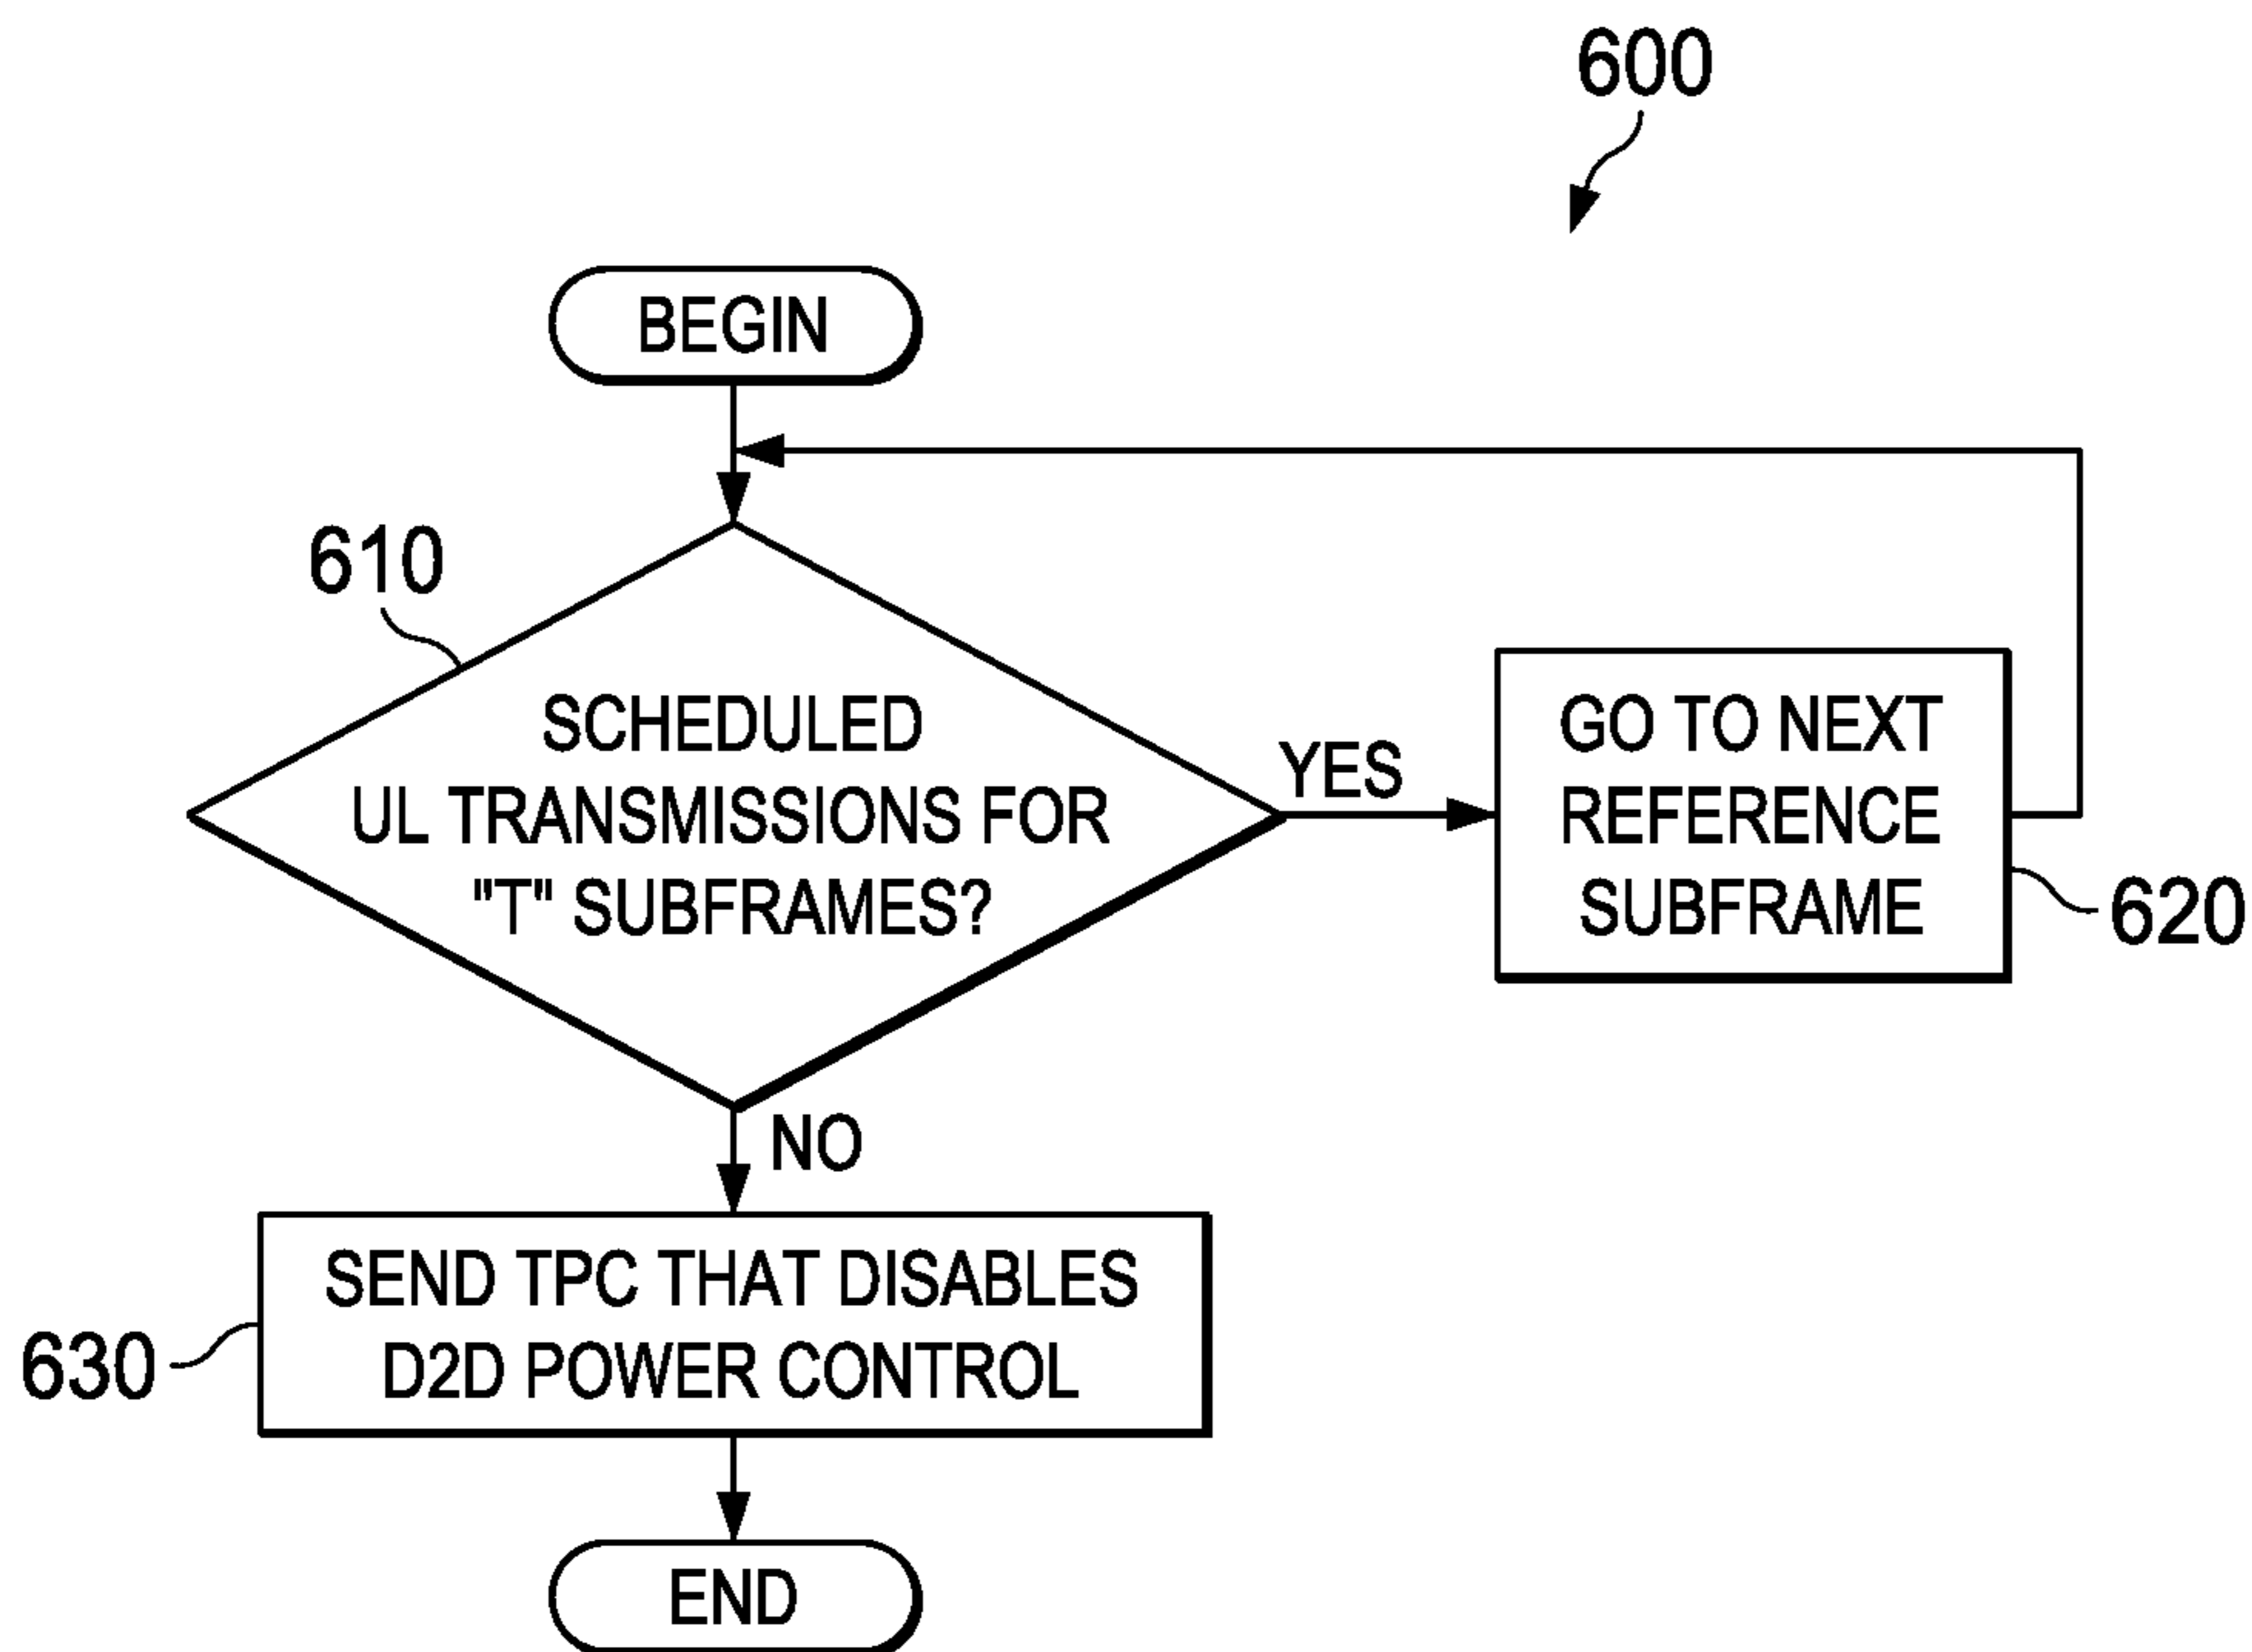 600
BEGIN
610
SCHEDULED
UL TRANSMISSIONS FOR
"T" SUBFRAMES?
YES
GO TO NEXT
REFERENCE
SUBFRAME
620
NO
SEND TPC THAT DISABLES
D2D POWER CONTROL
630
END